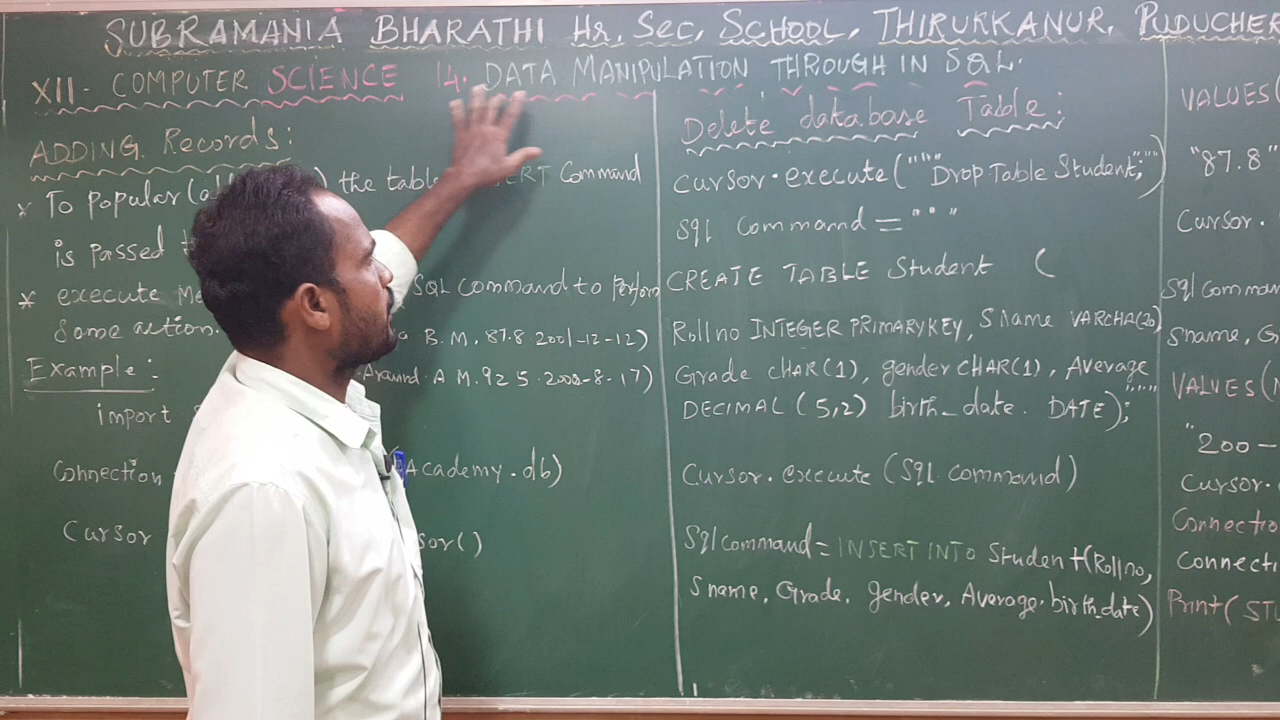 SUBRAMANIA BHARATHI Hr. Sec, SCHOOL, THIRUKKANUR, PUDUCHER
XII - COMPUTER SCIENCE 14. DATA MANIPULATION THROUGH IN SQL.
ADDING Records:
* To popular (a the table INSERT Command
is passed t
* execute Me SQL Command to perform
Some action.
a B.M, 87.8 2001-12-12)
Example:-
Aravind.A M.92 5.2000-8-17)
import
Connection Academy.db)
Cursor sor()
Delete database Table:
cursor.execute("""Drop Table Student;""")
Sql Command = """
CREATE TABLE Student (
Rollno INTEGER PRIMARYKEY, Sname VARCHA(20)
Grade CHAR(1), gender CHAR(1), Average
DECIMAL (5,2) birth_date. DATE);"""
Cursor.execute (Sql command)
Sqlcommand= INSERT INTO Student(Rollno,
Sname, Grade, gender, Average. birth_date)
VALUES(
"87.8"
Cursor.
Sql comman
Sname, G
VALUES(
"200-
Cursor.
Connectio
Connecti
Print( ST